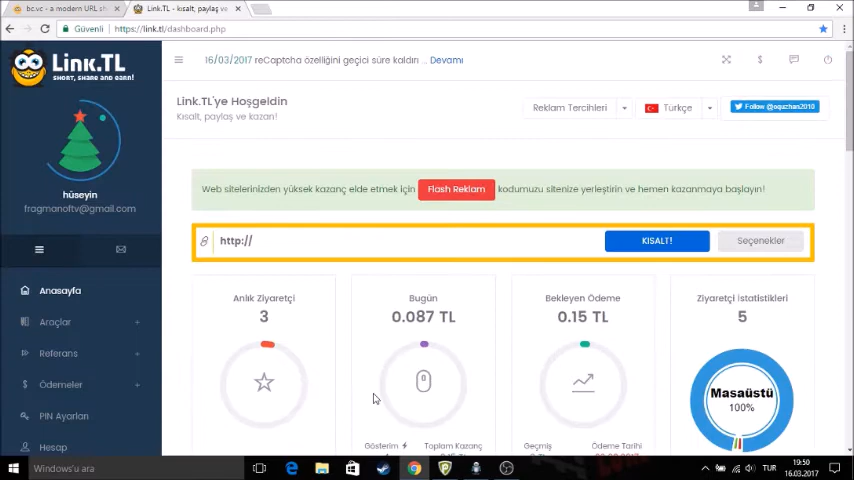 bc.vc - a modern URL sh
Link.TL - kısalt, paylaş ve
Güvenli
https://link.tl/dashboard.php
Link.TL
SHORT, SHARE AND EARN!
16/03/2017 reCaptcha özelliğini geçici süre kaldırı ... Devamı
Link.TL'ye Hoşgeldin
Kısalt, paylaş ve kazan!
Reklam Tercihleri
Türkçe
Follow @oguzhan2010
hüseyin
fragmanoftv@gmail.com
Web sitelerinizden yüksek kazanç elde etmek için Flash Reklam kodumuzu sitenize yerleştirin ve hemen kazanmaya başlayın!
http://
KISALT!
Seçenekler
Anasayfa
Araçlar +
Referans +
Ödemeler +
PIN Ayarları
Hesap
Anlık Ziyaretçi
3
Bugün
0.087 TL
Gösterim
Toplam Kazanç
Bekleyen Ödeme
0.15 TL
Geçmiş
Ödeme Tarihi
Ziyaretçi İstatistikleri
5
Masaüstü
100%
Windows'u ara
TUR
19:50
16.03.2017